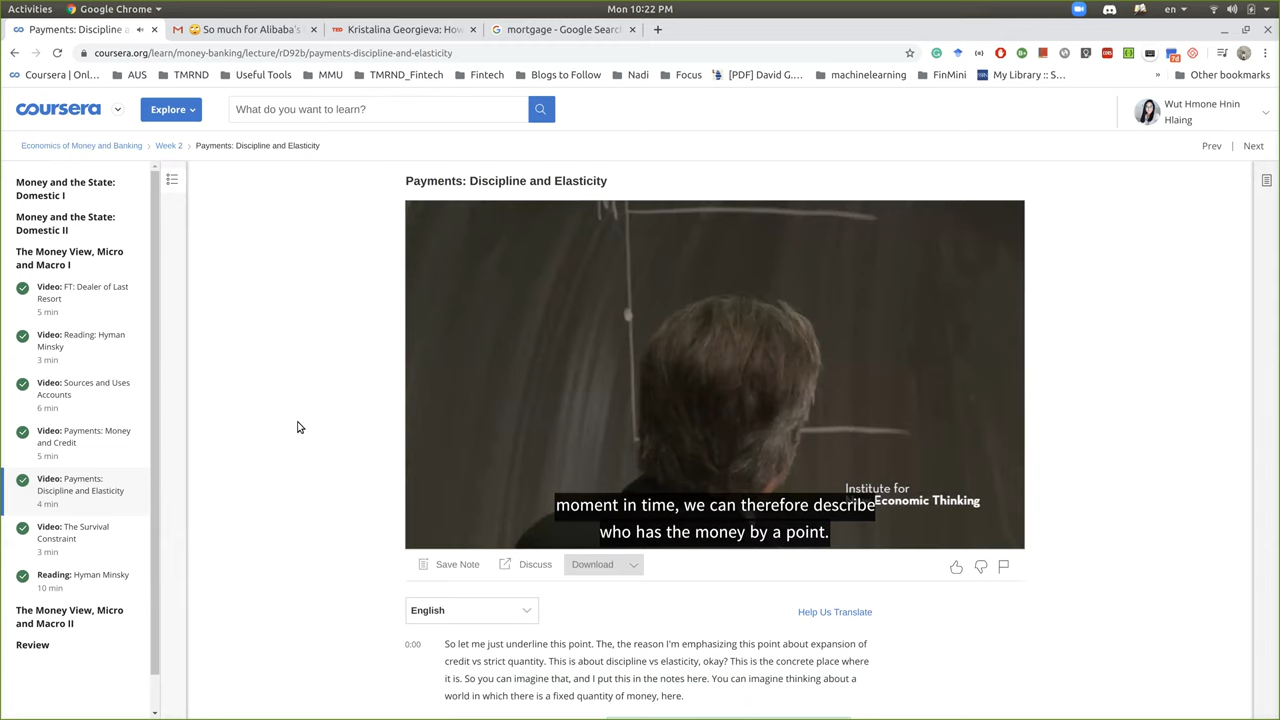 Activities
Google Chrome
Mon 10:22 PM
en
Payments: Discipline a
So much for Alibaba's
Kristalina Georgieva: How
mortgage - Google Search
coursera.org/learn/money-banking/lecture/rD92b/payments-discipline-and-elasticity
Coursera | Onl...
AUS
TMRND
Useful Tools
MMU
TMRND_Fintech
Fintech
Blogs to Follow
Nadi
Focus
[PDF] David G....
machinelearning
FinMini
My Library :: S...
»
Other bookmarks
coursera
Explore
What do you want to learn?
Wut Hmone Hnin
Hlaing
Economics of Money and Banking
Week 2
Payments: Discipline and Elasticity
Prev
Next
Money and the State:
Domestic I
Money and the State:
Domestic II
The Money View, Micro
and Macro I
Video: FT: Dealer of Last
Resort
5 min
Video: Reading: Hyman
Minsky
3 min
Video: Sources and Uses
Accounts
6 min
Video: Payments: Money
and Credit
5 min
Video: Payments:
Discipline and Elasticity
4 min
Video: The Survival
Constraint
3 min
Reading: Hyman Minsky
10 min
The Money View, Micro
and Macro II
Review
Payments: Discipline and Elasticity
Institute for
Economic Thinking
moment in time, we can therefore describe
who has the money by a point.
Save Note
Discuss
Download
English
Help Us Translate
0:00
So let me just underline this point. The, the reason I'm emphasizing this point about expansion of
credit vs strict quantity. This is about discipline vs elasticity, okay? This is the concrete place where
it is. So you can imagine that, and I put this in the notes here. You can imagine thinking about a
world in which there is a fixed quantity of money, here.